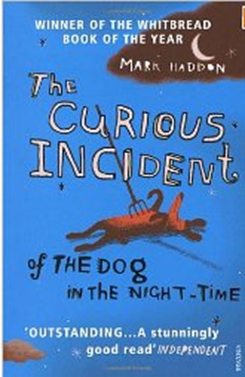 WINNER OF THE WHITBREAD
BOOK OF THE YEAR
MARK HADDON
The
CURIOUS
INCIDENT
of THE DOG
IN THE NIGHT-TIME
'OUTSTANDING...A stunningly
good read' INDEPENDENT
VINTAGE